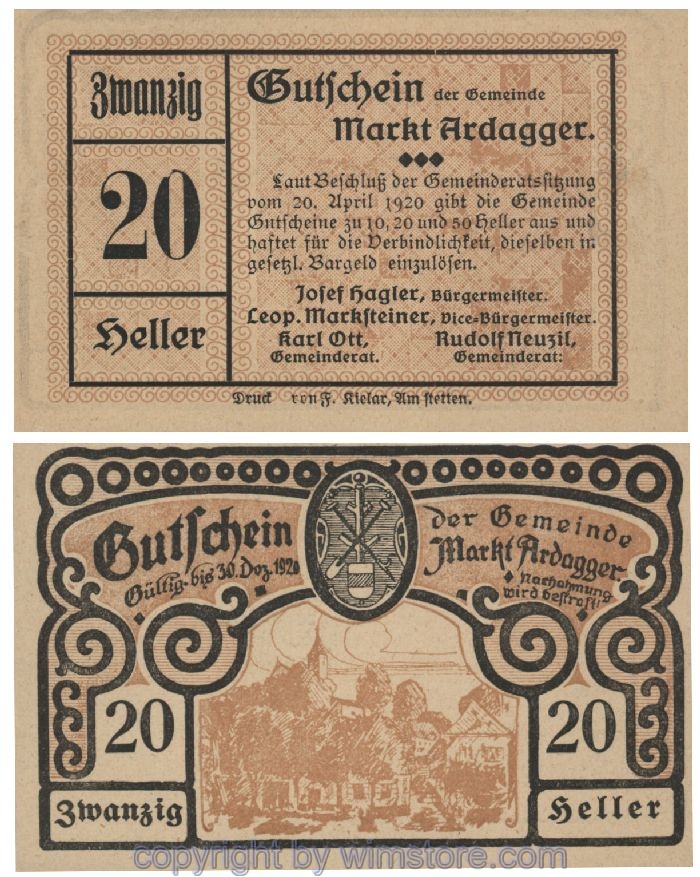 Zwanzig
20
Heller
Gutschein der Gemeinde
Markt Ardagger.
Laut Beschluß der Gemeinderatssitzung
vom 20. April 1920 gibt die Gemeinde
Gutscheine zu 10, 20 und 50 Heller aus und
haftet für die Verbindlichkeit, dieselben in
gesetzl. Bargeld einzulösen.
Josef Hagler, Bürgermeister.
Leop. Marksteiner, Vice-Bürgermeister.
Karl Ott, Rudolf Neuzil,
Gemeinderat. Gemeinderat.
Druck von F. Kielar, Amstetten.
Gutschein der Gemeinde
Gültig bis 30. Dez. 1920 Markt Ardagger.
Nachahmung
wird bestraft!
20 20
Zwanzig Heller
copyright by wimstore.com